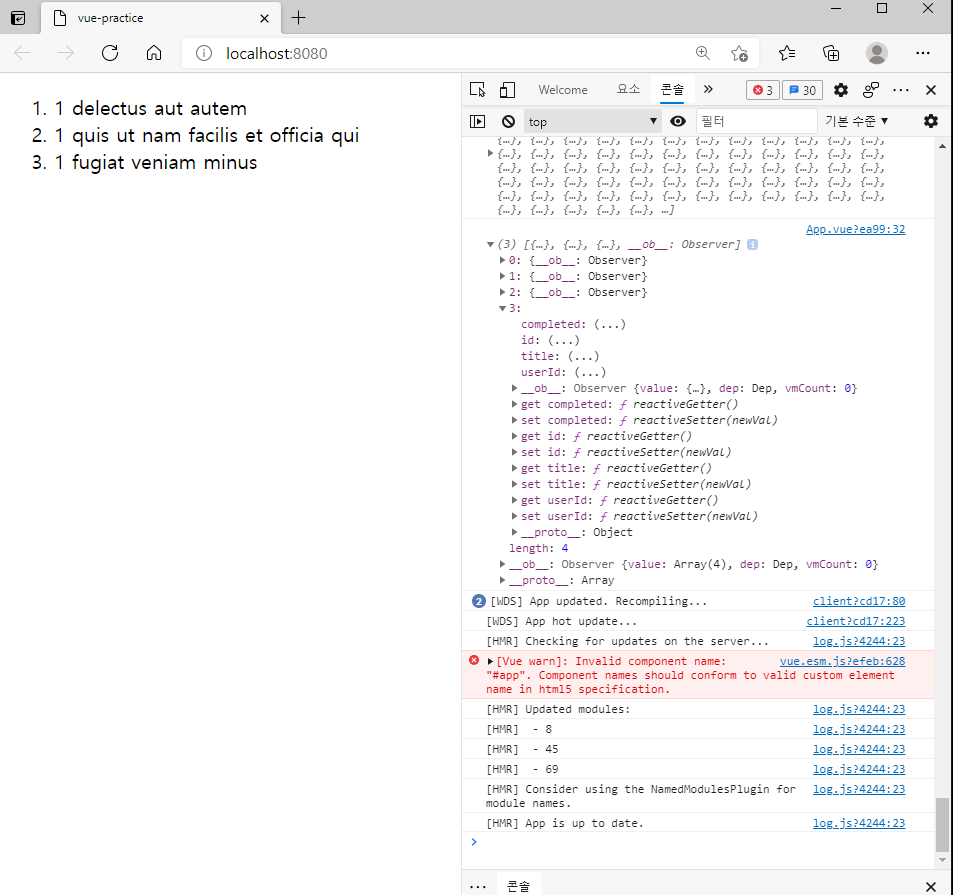 vue-practice
localhost:8080
1. 1 delectus aut autem
2. 1 quis ut nam facilis et officia qui
3. 1 fugiat veniam minus
Welcome 요소 콘솔 3 30
top 필터 기본 수준
{…}, {…}, {…}, {…}, {…}, {…}, {…}, {…}, {…}, {…}, {…}, {…},
{…}, {…}, {…}, {…}, {…}, {…}, {…}, {…}, {…}, {…}, {…}, {…},
{…}, {…}, {…}, {…}, {…}, {…}, {…}, {…}, {…}, {…}, {…}, {…},
{…}, {…}, {…}, {…}, {…}, {…}, {…}, {…}, {…}, {…}, {…}, {…},
{…}, {…}, {…}, {…}, {…}, {…}, {…}, {…}, {…}, {…}, {…}, {…},
{…}, {…}, {…}, {…}, {…}, …]
App.vue?ea99:32
(3) [{…}, {…}, {…}, __ob__: Observer]
0: {__ob__: Observer}
1: {__ob__: Observer}
2: {__ob__: Observer}
3:
completed: (...)
id: (...)
title: (...)
userId: (...)
__ob__: Observer {value: {…}, dep: Dep, vmCount: 0}
get completed: ƒ reactiveGetter()
set completed: ƒ reactiveSetter(newVal)
get id: ƒ reactiveGetter()
set id: ƒ reactiveSetter(newVal)
get title: ƒ reactiveGetter()
set title: ƒ reactiveSetter(newVal)
get userId: ƒ reactiveGetter()
set userId: ƒ reactiveSetter(newVal)
__proto__: Object
length: 4
__ob__: Observer {value: Array(4), dep: Dep, vmCount: 0}
__proto__: Array
2 [WDS] App updated. Recompiling... client?cd17:80
[WDS] App hot update... client?cd17:223
[HMR] Checking for updates on the server... log.js?4244:23
[Vue warn]: Invalid component name: vue.esm.js?efeb:628
"#app". Component names should conform to valid custom element
name in html5 specification.
[HMR] Updated modules: log.js?4244:23
[HMR] - 8 log.js?4244:23
[HMR] - 45 log.js?4244:23
[HMR] - 69 log.js?4244:23
[HMR] Consider using the NamedModulesPlugin for log.js?4244:23
module names.
[HMR] App is up to date. log.js?4244:23
콘솔